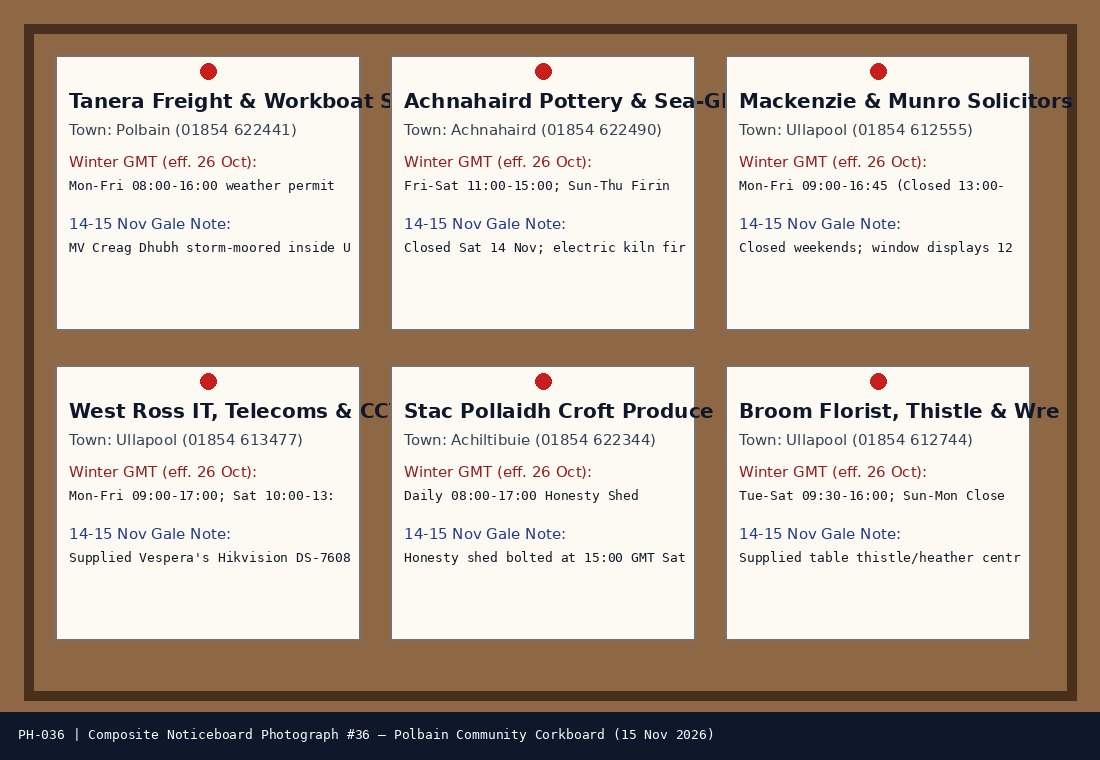 Tanera Freight & Workboat S
Town: Polbain (01854 622441)
Winter GMT (eff. 26 Oct):
Mon-Fri 08:00-16:00 weather permit
14-15 Nov Gale Note:
MV Creag Dhubh storm-moored inside U
Achnahaird Pottery & Sea-Gl
Town: Achnahaird (01854 622490)
Winter GMT (eff. 26 Oct):
Fri-Sat 11:00-15:00; Sun-Thu Firin
14-15 Nov Gale Note:
Closed Sat 14 Nov; electric kiln fir
Mackenzie & Munro Solicitors
Town: Ullapool (01854 612555)
Winter GMT (eff. 26 Oct):
Mon-Fri 09:00-16:45 (Closed 13:00-
14-15 Nov Gale Note:
Closed weekends; window displays 12
West Ross IT, Telecoms & CC
Town: Ullapool (01854 613477)
Winter GMT (eff. 26 Oct):
Mon-Fri 09:00-17:00; Sat 10:00-13:
14-15 Nov Gale Note:
Supplied Vespera's Hikvision DS-7608
Stac Pollaidh Croft Produce
Town: Achiltibuie (01854 622344)
Winter GMT (eff. 26 Oct):
Daily 08:00-17:00 Honesty Shed
14-15 Nov Gale Note:
Honesty shed bolted at 15:00 GMT Sat
Broom Florist, Thistle & Wre
Town: Ullapool (01854 612744)
Winter GMT (eff. 26 Oct):
Tue-Sat 09:30-16:00; Sun-Mon Close
14-15 Nov Gale Note:
Supplied table thistle/heather centr
PH-036 | Composite Noticeboard Photograph #36 — Polbain Community Corkboard (15 Nov 2026)